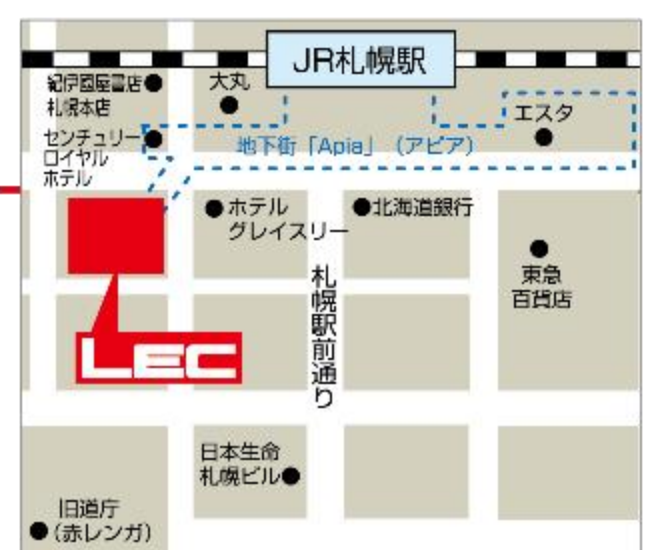 JR札幌駅
紀伊國屋書店
札幌本店
大丸
エスタ
センチュリー
ロイヤル
ホテル
地下街「Apia」（アピア）
ホテル
グレイスリー
北海道銀行
東急
百貨店
札幌駅前通り
LEC
日本生命
札幌ビル
旧道庁
(赤レンガ)